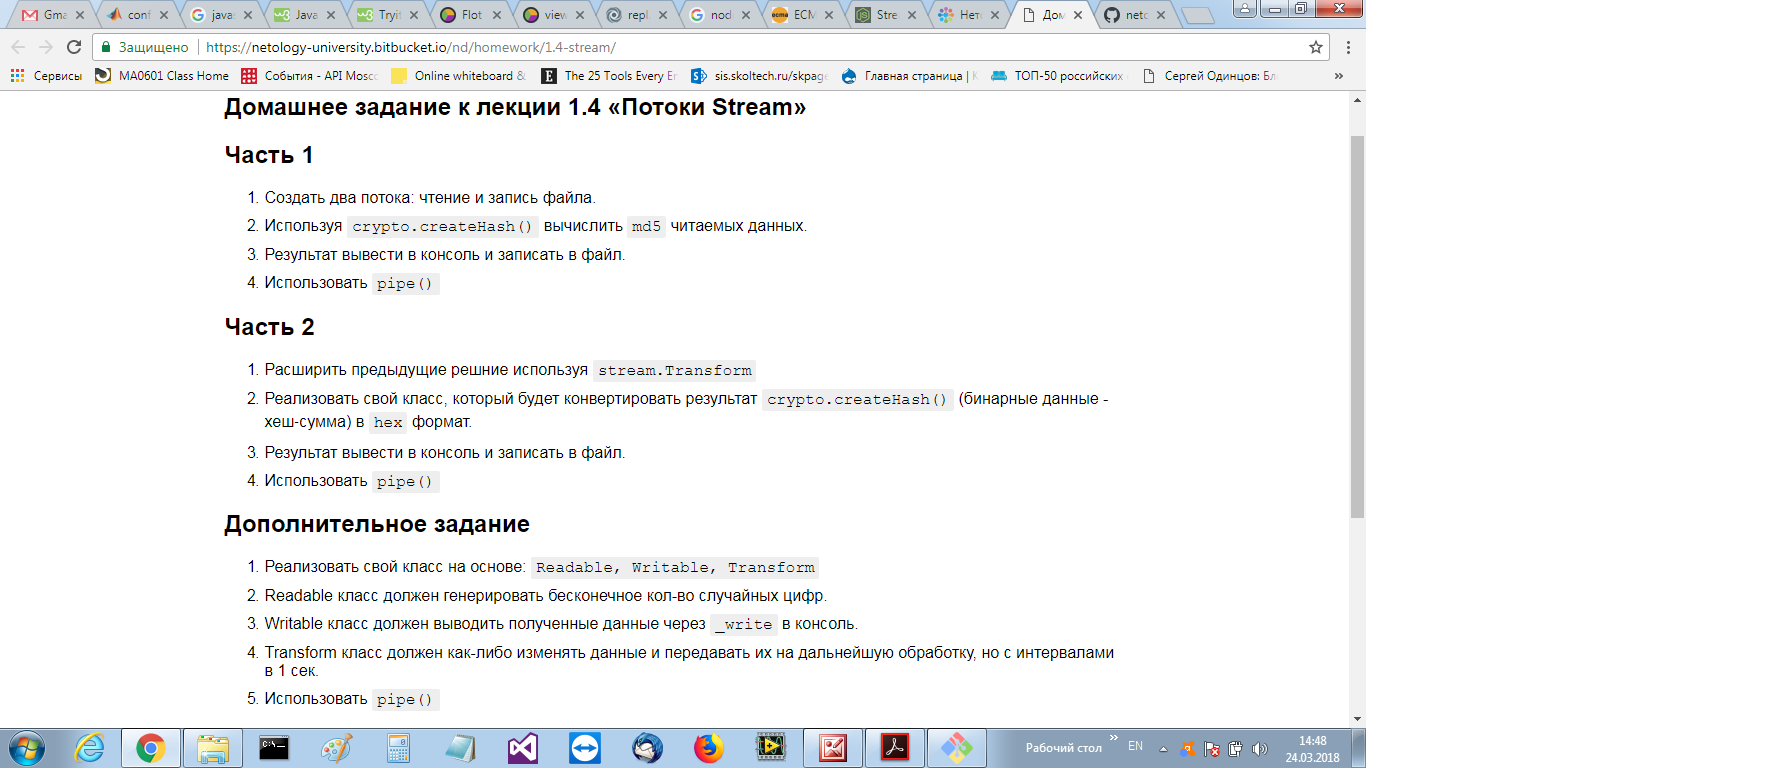 Gma
conf
java
Java
Tryit
Flot
view
repl
nod
ECM
Stre
Нето
Дом
neto
Защищено https://netology-university.bitbucket.io/nd/homework/1.4-stream/
Сервисы MA0601 Class Home События - API Mosc Online whiteboard & The 25 Tools Every En sis.skoltech.ru/skpage Главная страница | ТОП-50 российских Сергей Одинцов: Бл »
Домашнее задание к лекции 1.4 «Потоки Stream»
Часть 1
1. Создать два потока: чтение и запись файла.
2. Используя crypto.createHash() вычислить md5 читаемых данных.
3. Результат вывести в консоль и записать в файл.
4. Использовать pipe()
Часть 2
1. Расширить предыдущие решние используя stream.Transform
2. Реализовать свой класс, который будет конвертировать результат crypto.createHash() (бинарные данные -
хеш-сумма) в hex формат.
3. Результат вывести в консоль и записать в файл.
4. Использовать pipe()
Дополнительное задание
1. Реализовать свой класс на основе: Readable, Writable, Transform
2. Readable класс должен генерировать бесконечное кол-во случайных цифр.
3. Writable класс должен выводить полученные данные через _write в консоль.
4. Transform класс должен как-либо изменять данные и передавать их на дальнейшую обработку, но с интервалами
в 1 сек.
5. Использовать pipe()
Рабочий стол » EN 14:48
24.03.2018